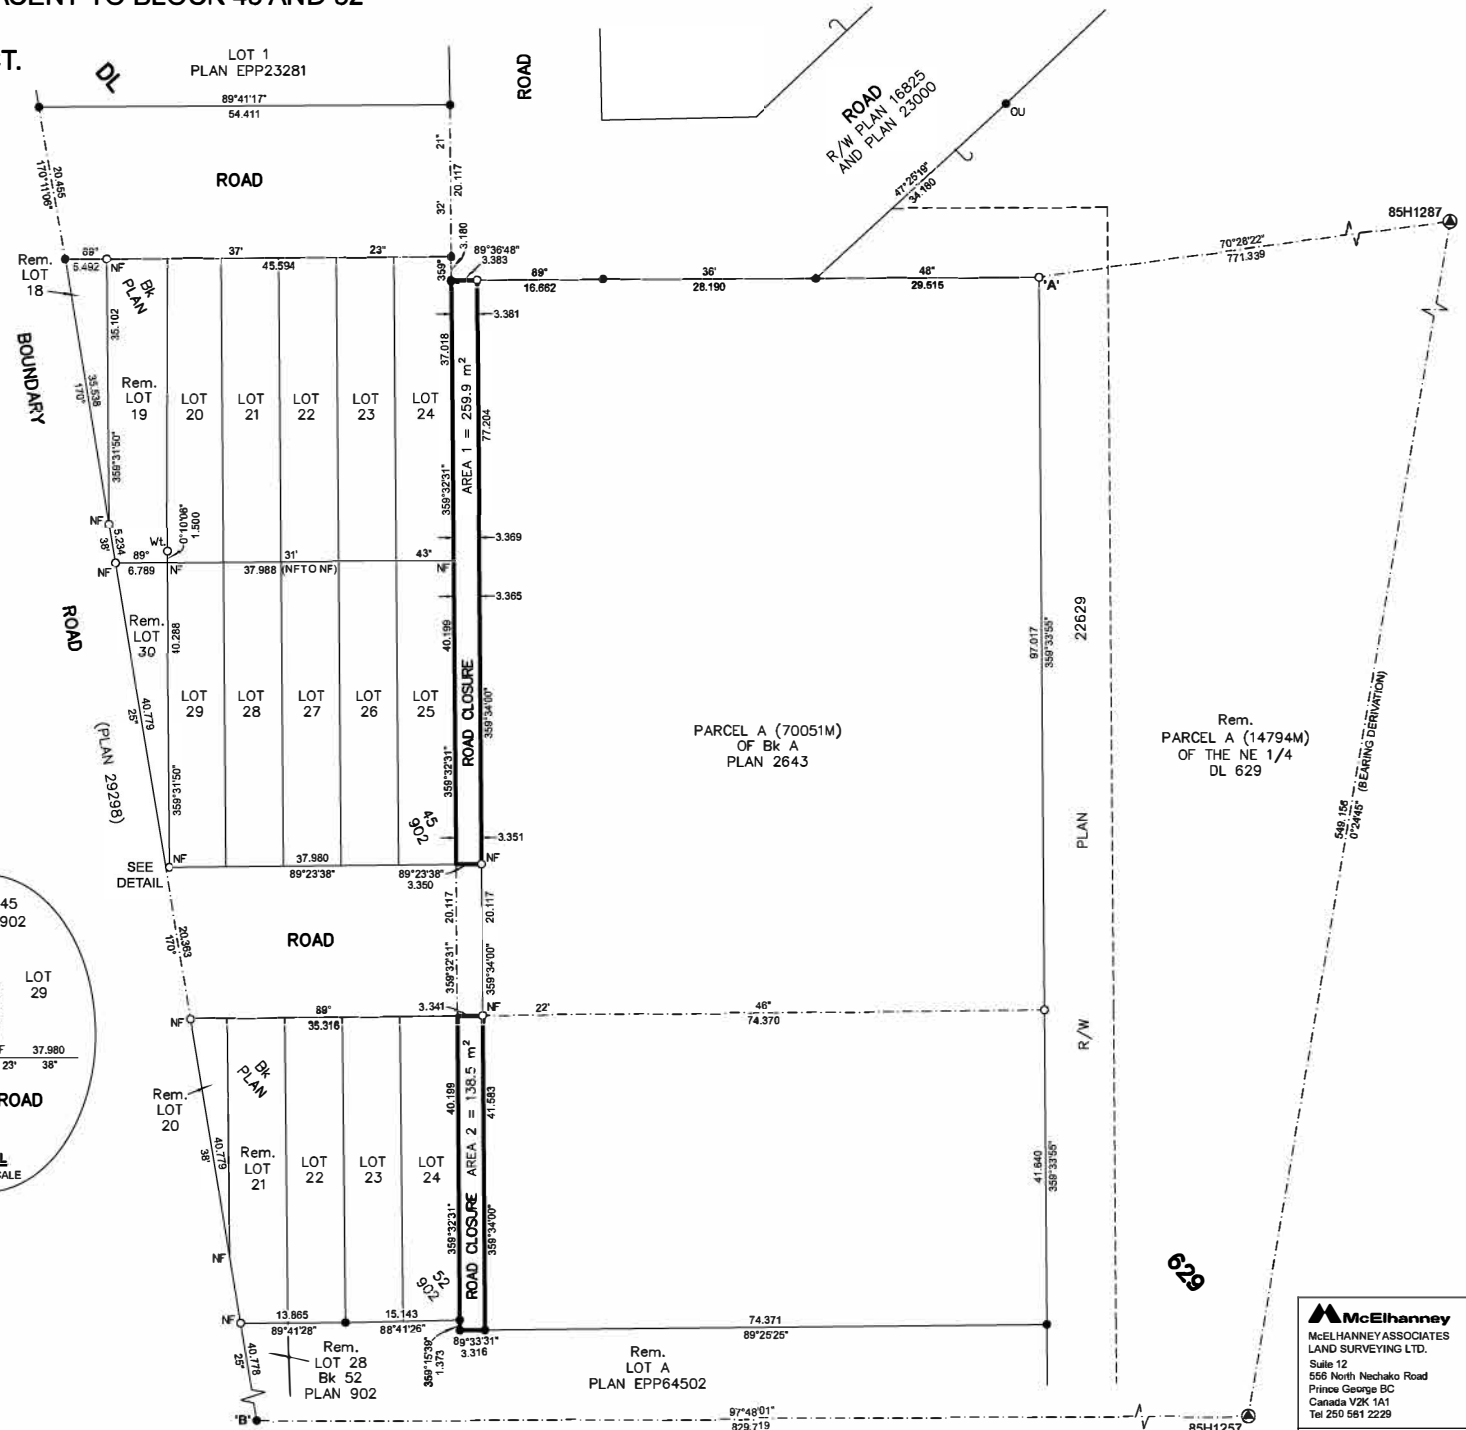 ACENT TO BLOCK 45 AND 52
T.
DL
LOT 1
PLAN EPP23281
89°41'17"
54.411
ROAD
ROAD
R/W PLAN 16825
AND PLAN 23000
OU
47°25'19"
34.180
20.455
170°11'06"
ROAD
21"
20.117
32'
3.180
359°
89°36'48"
3.383
85H1287
70°28'22"
771.339
Rem.
LOT
18
89°
5.492
NF
37'
45.594
23"
89°
16.662
36'
28.190
48"
29.515
'A'
Bk
PLAN
35.102
359°31'50"
BOUNDARY
35.538
170°
Rem.
LOT
19
LOT
20
LOT
21
LOT
22
LOT
23
LOT
24
37.018
359°32'31"
AREA 1 = 259.9 m²
77.204
3.381
NF
5.234
38'
Wt.
0°10'08"
1.500
NF
89°
6.789
NF
31'
37.988 (NF TO NF)
43"
NF
3.369
3.365
ROAD
Rem.
LOT
30
40.288
359°31'50"
LOT
29
LOT
28
LOT
27
LOT
26
LOT
25
40.199
359°32'31"
ROAD CLOSURE
359°34'00"
40.779
25"
(PLAN 29298)
45
902
3.351
NF
PARCEL A (70051M)
OF Bk A
PLAN 2643
97.017
359°33'55"
22629
PLAN
R/W
Rem.
PARCEL A (14794M)
OF THE NE 1/4
DL 629
549.156
0°24'45" (BEARING DERIVATION)
SEE
DETAIL
NF
37.980
89°23'38"
89°23'38"
3.350
20.363
170°
ROAD
20.117
359°32'31"
20.117
359°34'00"
45
902
LOT
29
37.980
23' 38"
ROAD
NF
89°
35.316
3.341
NF
22'
46"
74.370
Bk
PLAN
Rem.
LOT
20
40.779
38'
Rem.
LOT
21
LOT
22
LOT
23
LOT
24
40.199
359°32'31"
ROAD CLOSURE AREA 2 = 138.5 m²
41.583
359°34'00"
41.640
359°33'55"
NF
52
902
NF
13.865
89°41'28"
15.143
88°41'26"
359°15'39"
1.373
89°33'31"
3.316
74.371
89°25'25"
40.778
25"
Rem.
LOT 28
Bk 52
PLAN 902
Rem.
LOT A
PLAN EPP64502
629
'B'
97°48'01"
829.719
85H1257
McElhanney
McELHANNEY ASSOCIATES
LAND SURVEYING LTD.
Suite 12
556 North Nechako Road
Prince George BC
Canada V2K 1A1
Tel 250 561 2229